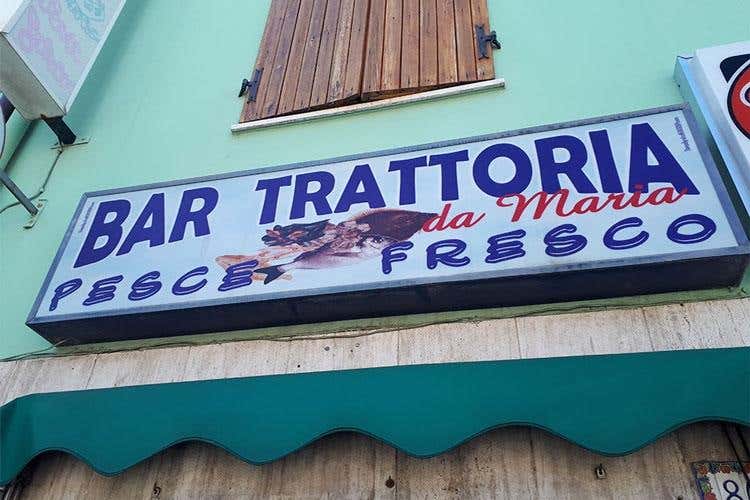 BAR TRATTORIA
da Maria
PESCE FRESCO